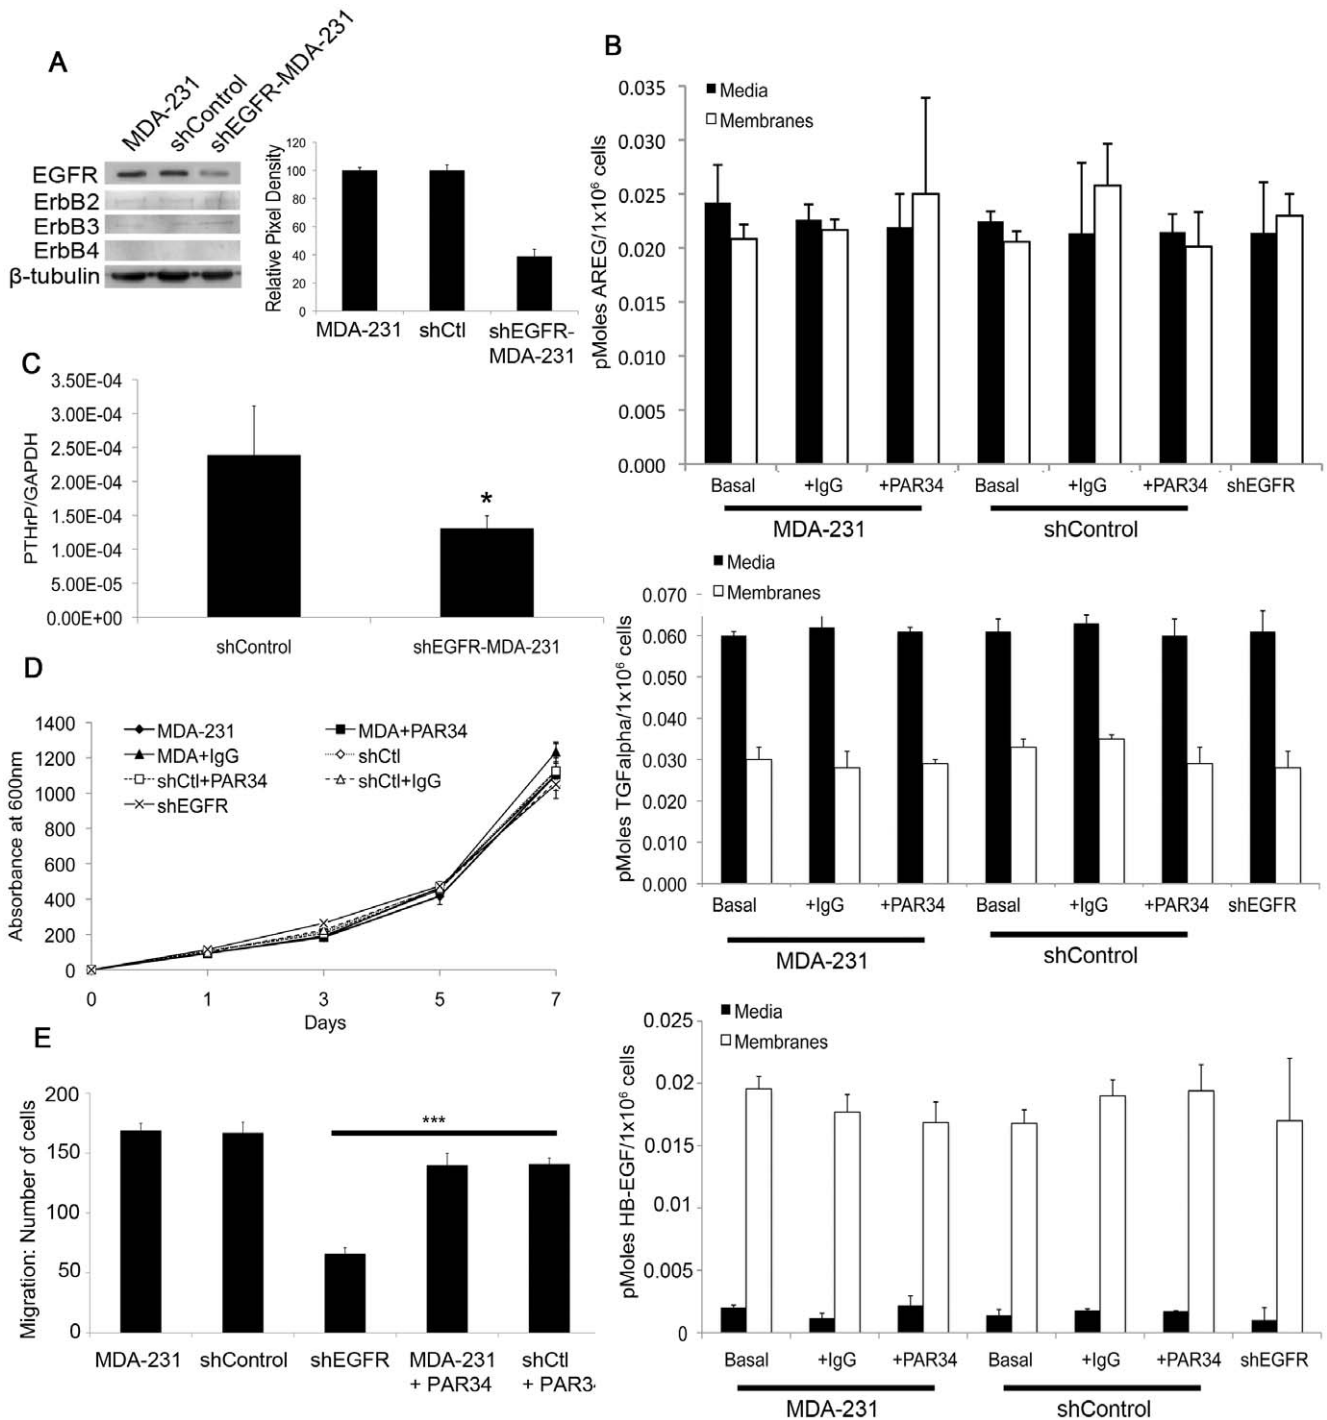 A
MDA-231
shControl
shEGFR-MDA-231
EGFR
ErbB2
ErbB3
ErbB4
β-tubulin
Relative Pixel Density
120
100
80
60
40
20
0
MDA-231 shCtl shEGFR-
MDA-231
B
Media
Membranes
pMoles AREG/1x10⁶ cells
0.035
0.030
0.025
0.020
0.015
0.010
0.005
0.000
Basal +IgG +PAR34 Basal +IgG +PAR34 shEGFR
MDA-231 shControl
Media
Membranes
pMoles TGFalpha/1x10⁶ cells
0.070
0.060
0.050
0.040
0.030
0.020
0.010
0.000
Basal +IgG +PAR34 Basal +IgG +PAR34 shEGFR
MDA-231 shControl
Media
Membranes
pMoles HB-EGF/1x10⁶ cells
0.025
0.02
0.015
0.01
0.005
0
Basal +IgG +PAR34 Basal +IgG +PAR34 shEGFR
MDA-231 shControl
C
PTHrP/GAPDH
3.50E-04
3.00E-04
2.50E-04
2.00E-04
1.50E-04
1.00E-04
5.00E-05
0.00E+00
*
shControl shEGFR-MDA-231
D
Absorbance at 600nm
1400
1200
1000
800
600
400
200
0
MDA-231 MDA+PAR34
MDA+IgG shCtl
shCtl+PAR34 shCtl+IgG
shEGFR
0 1 3 5 7
Days
E
Migration: Number of cells
200
150
100
50
0
***
MDA-231 shControl shEGFR MDA-231 shCtl
+ PAR34 + PAR3